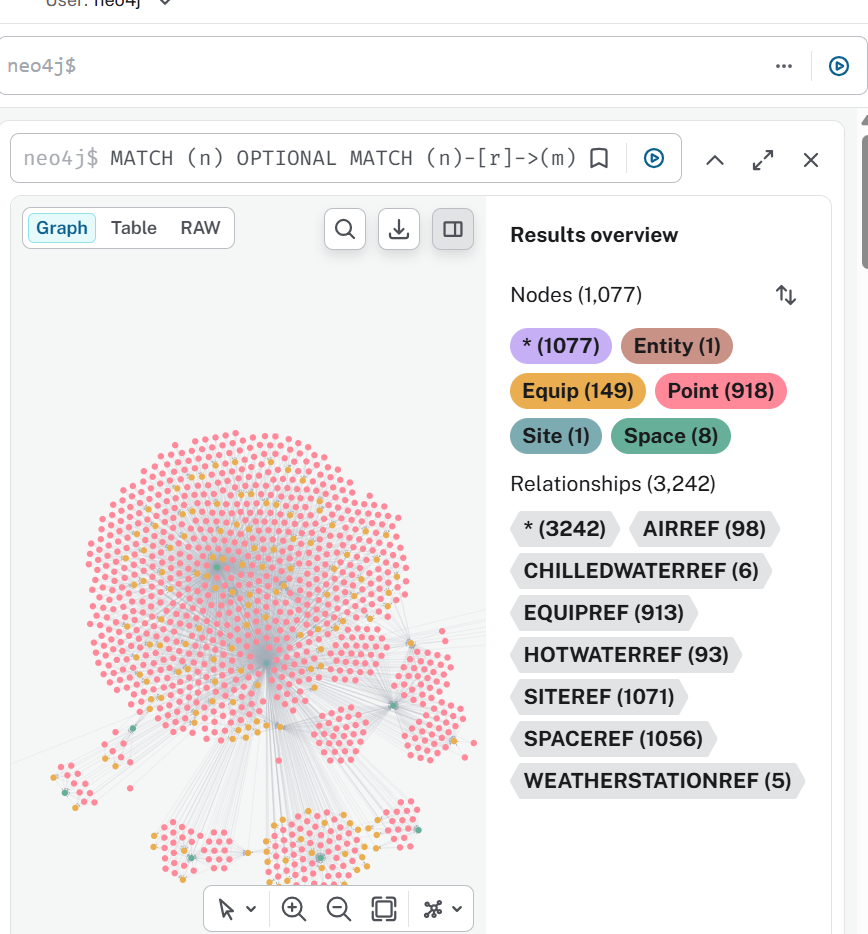 User: neo4j
neo4j$
neo4j$ MATCH (n) OPTIONAL MATCH (n)-[r]->(m)
Graph Table RAW
Results overview
Nodes (1,077)
* (1077) Entity (1)
Equip (149) Point (918)
Site (1) Space (8)
Relationships (3,242)
* (3242) AIRREF (98)
CHILLEDWATERREF (6)
EQUIPREF (913)
HOTWATERREF (93)
SITEREF (1071)
SPACEREF (1056)
WEATHERSTATIONREF (5)